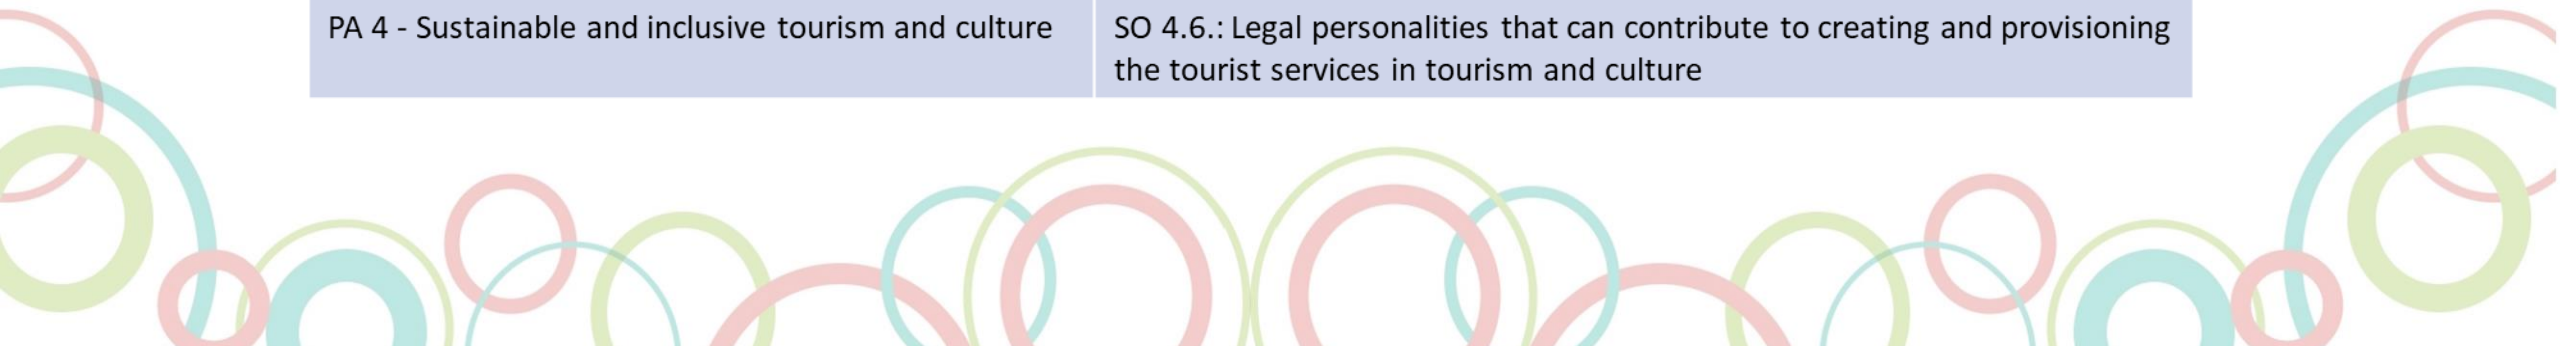 PA 4 - Sustainable and inclusive tourism and culture
SO 4.6.: Legal personalities that can contribute to creating and provisioning
the tourist services in tourism and culture